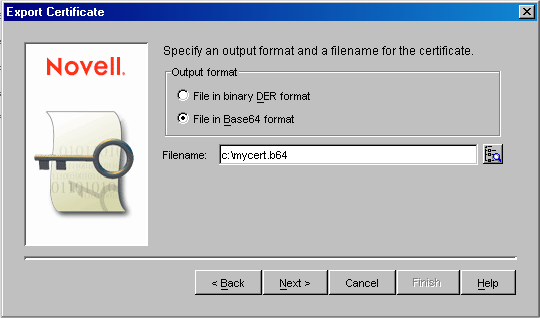 Export Certificate
Novell.
Specify an output format and a filename for the certificate.
Output format
File in binary DER format
File in Base64 format
Filename: c:\mycert.b64
< Back Next > Cancel Finish Help